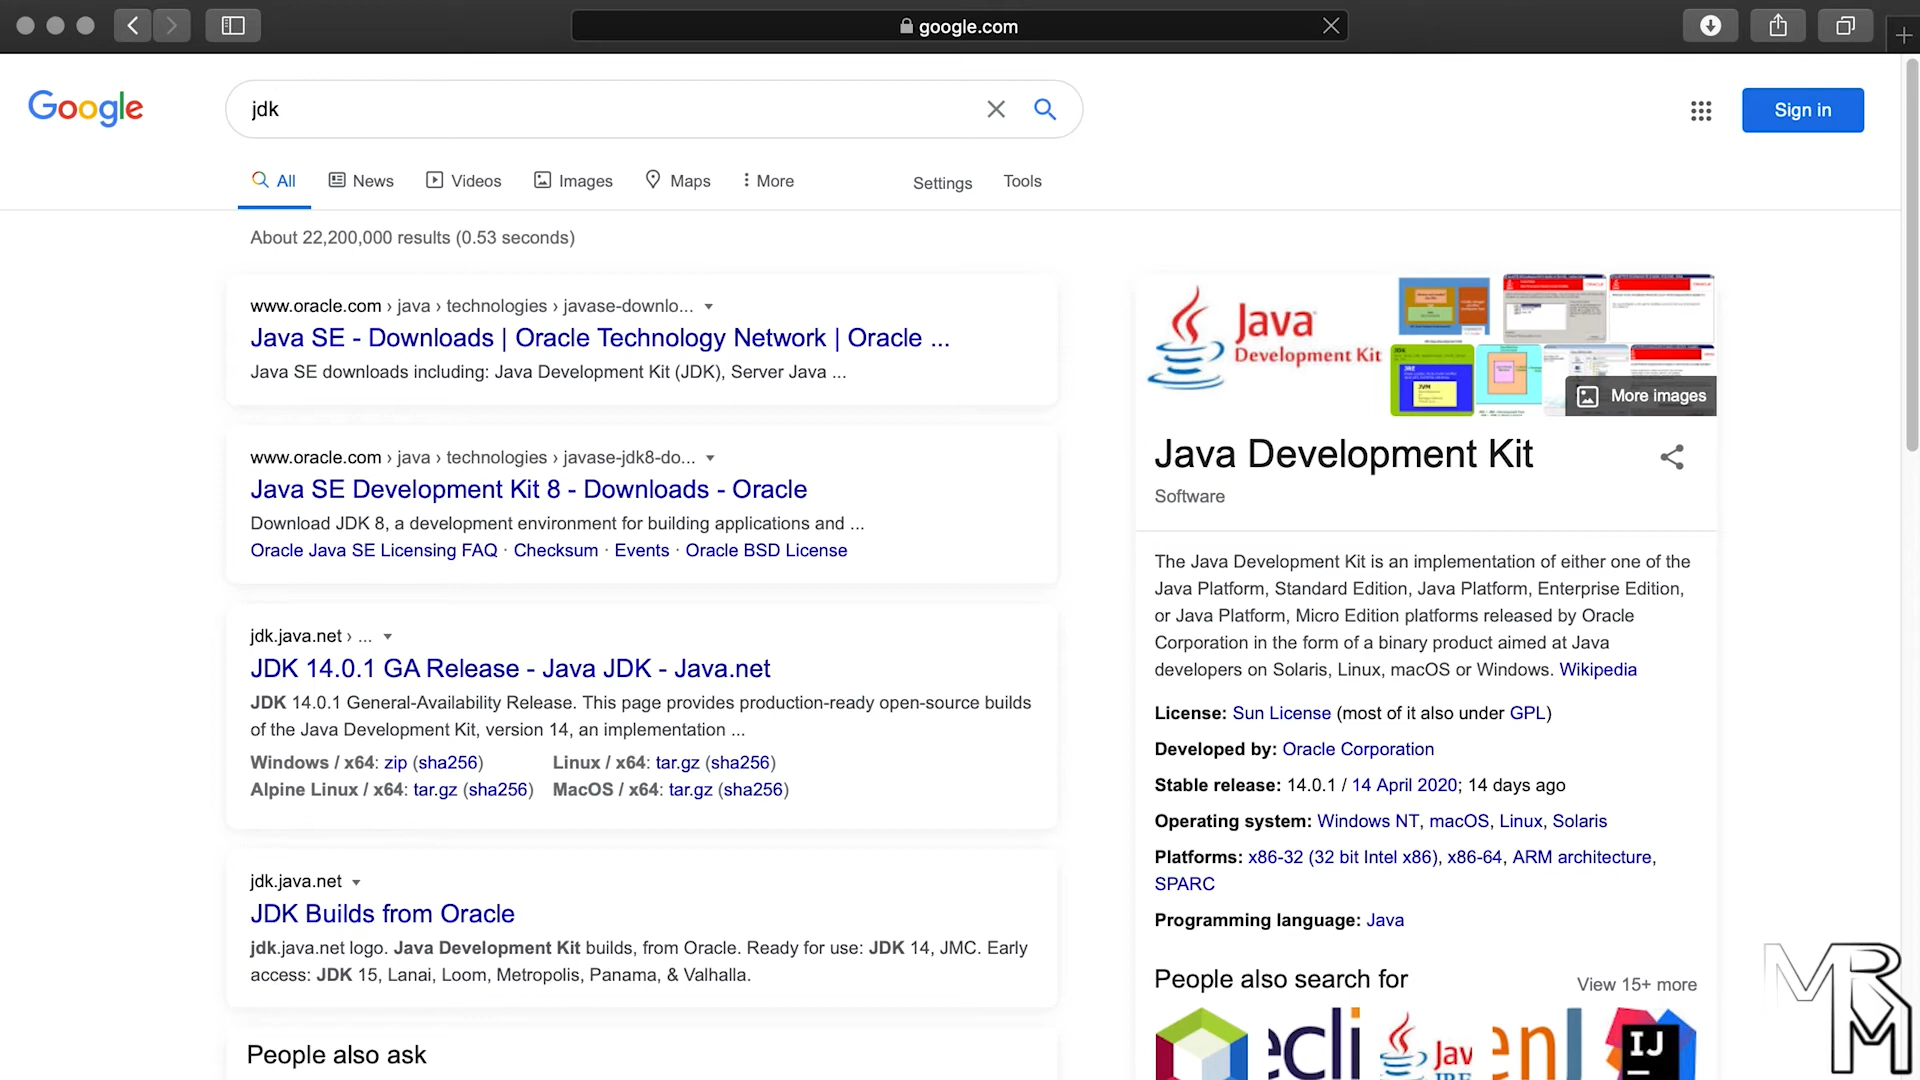 google.com
Google
jdk
Sign in
All
News
Videos
Images
Maps
More
Settings
Tools
About 22,200,000 results (0.53 seconds)
www.oracle.com › java › technologies › javase-downlo...
Java SE - Downloads | Oracle Technology Network | Oracle ...
Java SE downloads including: Java Development Kit (JDK), Server Java ...
www.oracle.com › java › technologies › javase-jdk8-do...
Java SE Development Kit 8 - Downloads - Oracle
Download JDK 8, a development environment for building applications and ...
Oracle Java SE Licensing FAQ · Checksum · Events · Oracle BSD License
jdk.java.net › ...
JDK 14.0.1 GA Release - Java JDK - Java.net
JDK 14.0.1 General-Availability Release. This page provides production-ready open-source builds
of the Java Development Kit, version 14, an implementation ...
Windows / x64: zip (sha256) Linux / x64: tar.gz (sha256)
Alpine Linux / x64: tar.gz (sha256) MacOS / x64: tar.gz (sha256)
jdk.java.net
JDK Builds from Oracle
jdk.java.net logo. Java Development Kit builds, from Oracle. Ready for use: JDK 14, JMC. Early
access: JDK 15, Lanai, Loom, Metropolis, Panama, & Valhalla.
People also ask
Java
Development Kit
JDK
JRE
JVM
More images
Java Development Kit
Software
The Java Development Kit is an implementation of either one of the
Java Platform, Standard Edition, Java Platform, Enterprise Edition,
or Java Platform, Micro Edition platforms released by Oracle
Corporation in the form of a binary product aimed at Java
developers on Solaris, Linux, macOS or Windows. Wikipedia
License: Sun License (most of it also under GPL)
Developed by: Oracle Corporation
Stable release: 14.0.1 / 14 April 2020; 14 days ago
Operating system: Windows NT, macOS, Linux, Solaris
Platforms: x86-32 (32 bit Intel x86), x86-64, ARM architecture,
SPARC
Programming language: Java
People also search for
View 15+ more
ecli
Jav
en
IJ
MRM